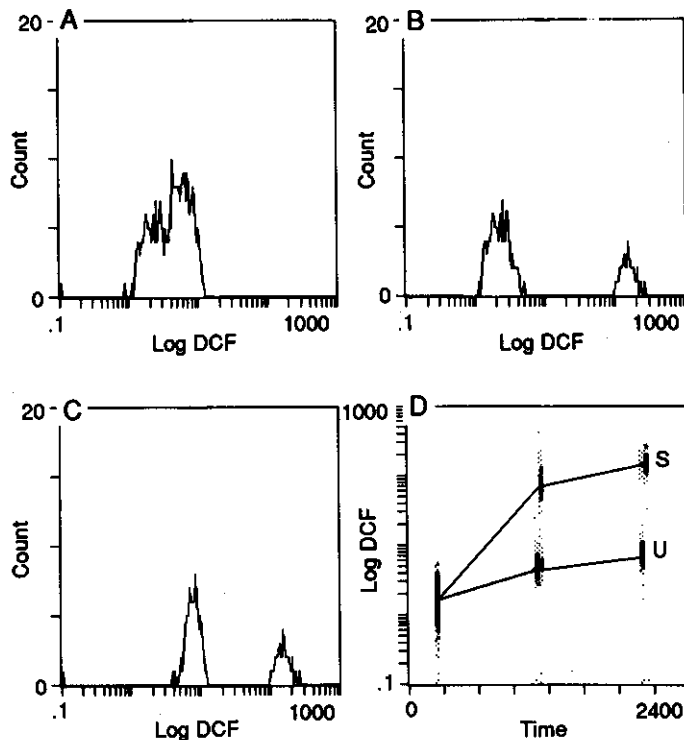 20 A
Count
0
.1 1000
Log DCF
20 B
Count
0
.1 1000
Log DCF
20 C
Count
0
.1 1000
Log DCF
1000 D
Log DCF
S
U
.1
0 2400
Time